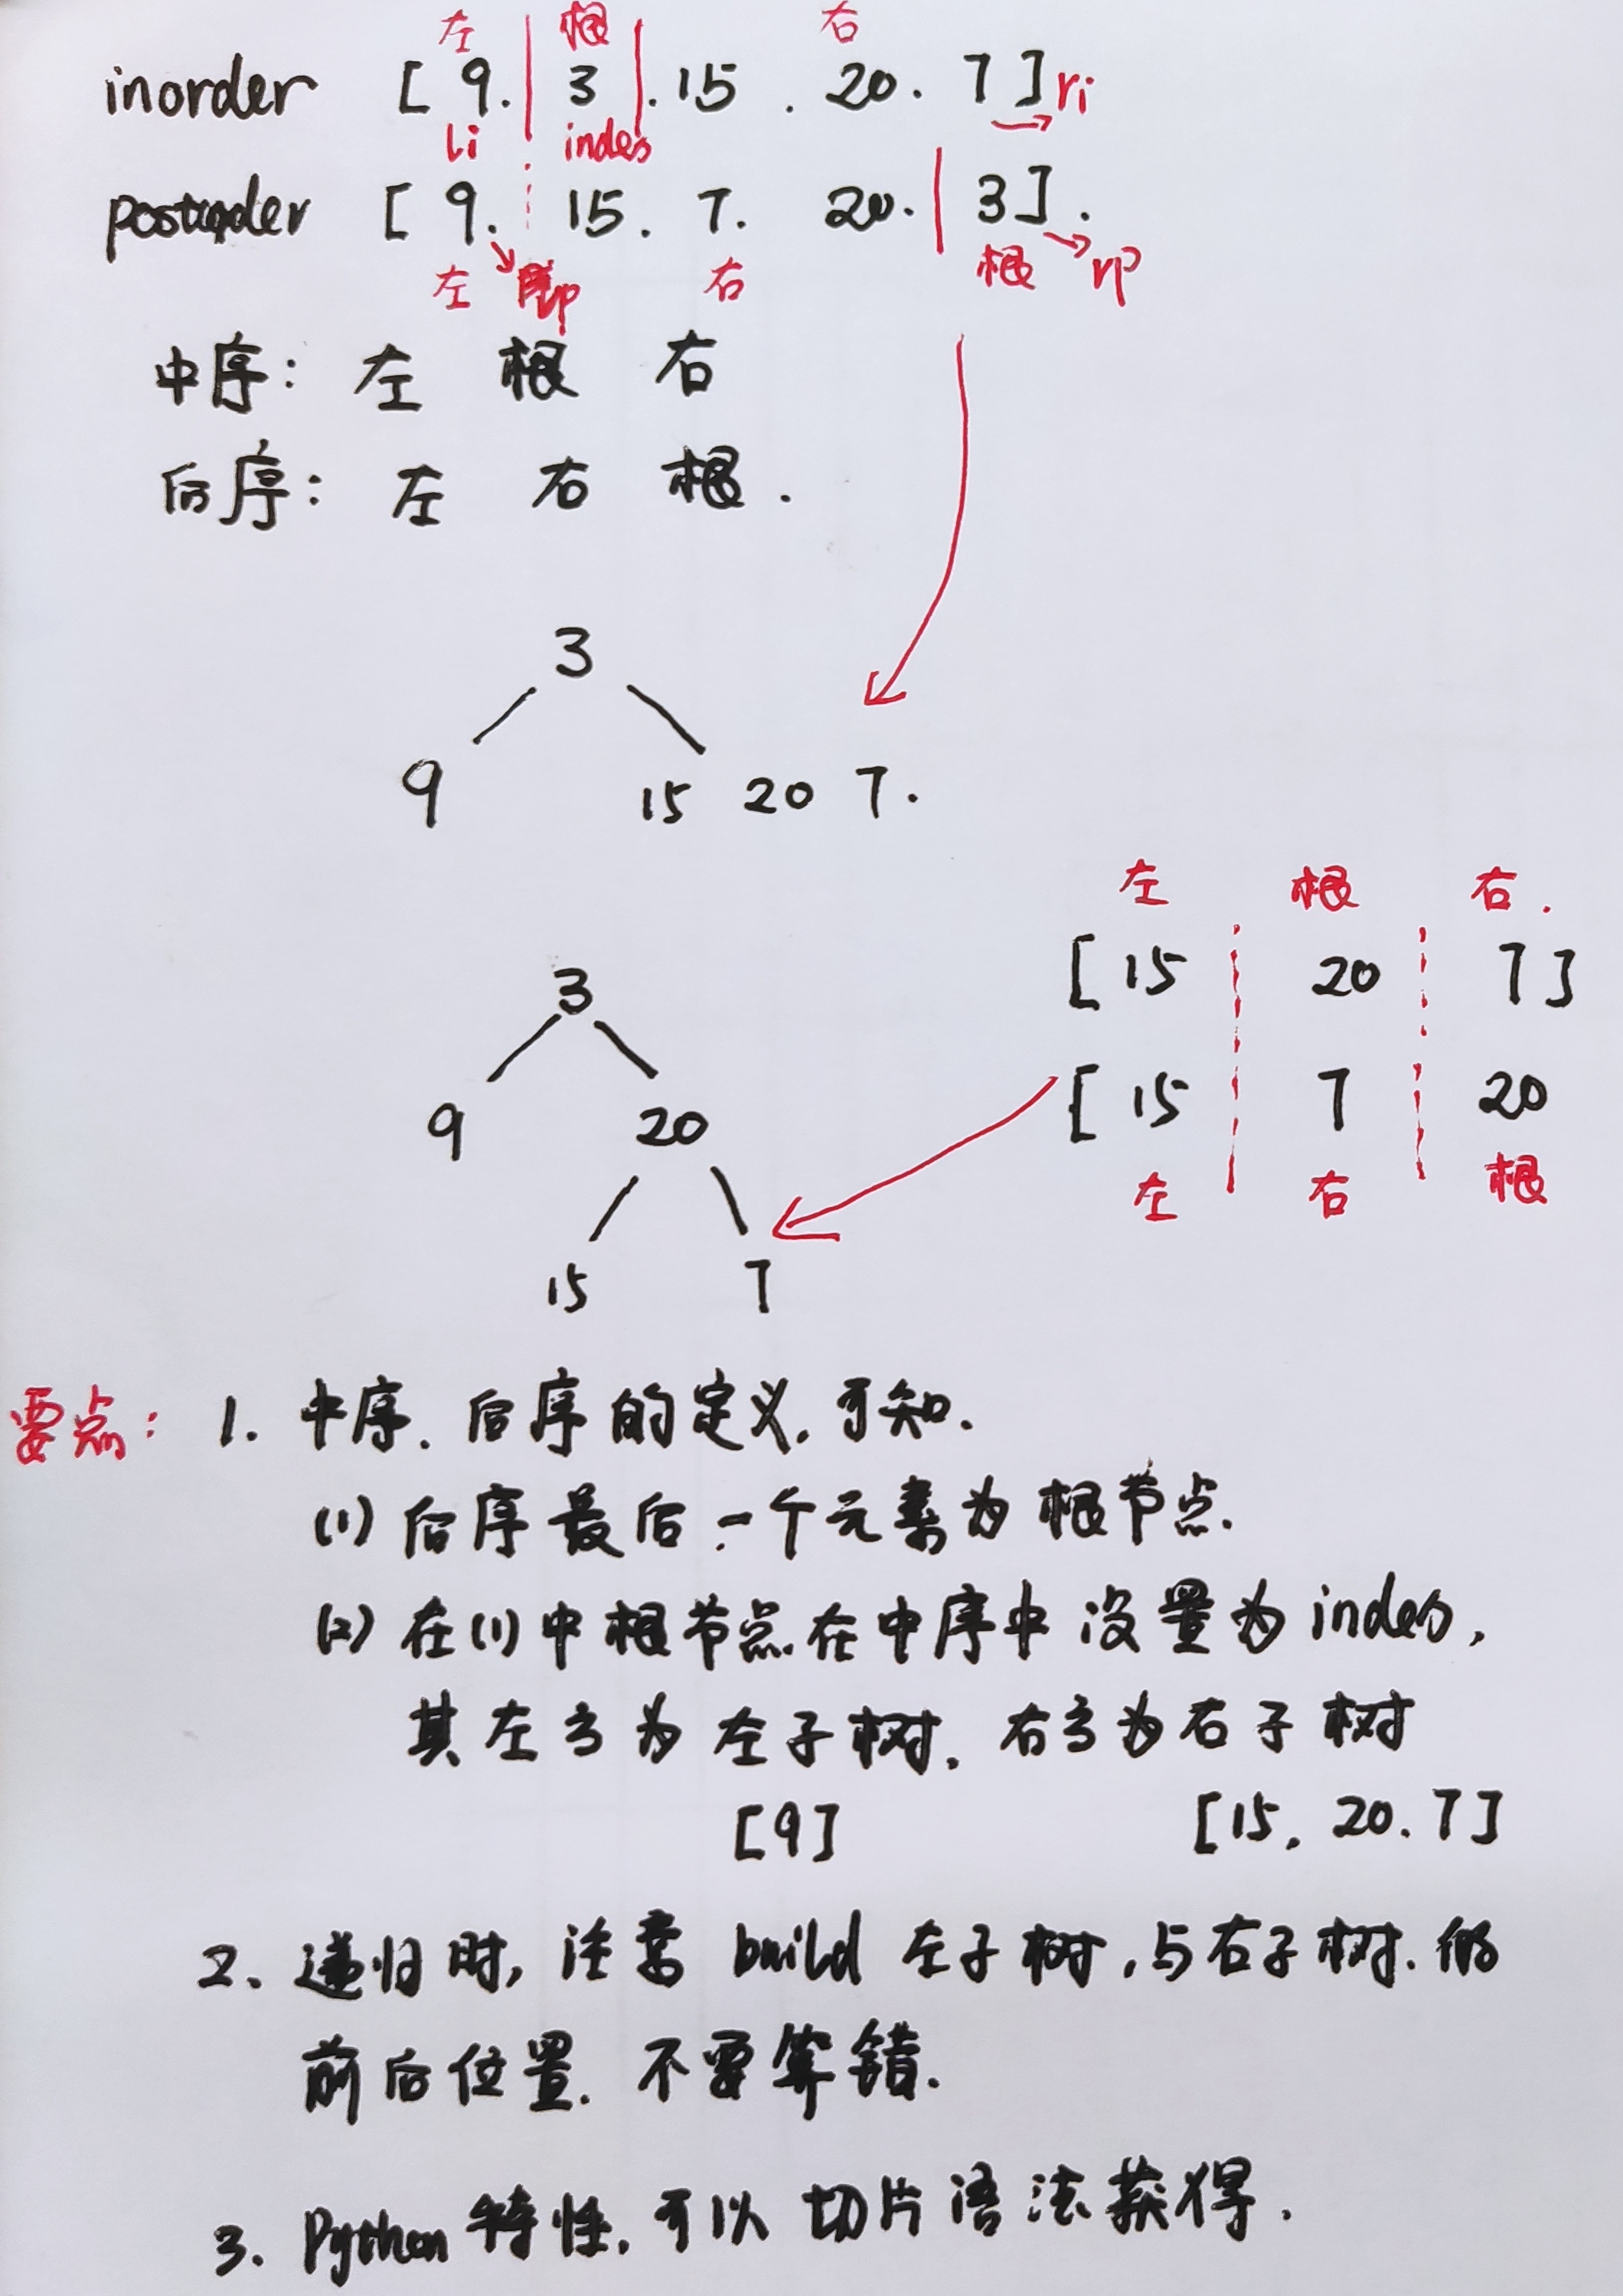 左 根 右
inorder [ 9. 3 . 15 . 20 . 7 ] ri
li index
postorder [ 9. 15. 7. 20. 3 ] .
左 lp 右 根 rp
中序: 左 根 右
后序: 左 右 根 .
3
9 15 20 7 .
左 根 右 .
[ 15 20 7 ]
3
[ 15 7 20
9 20
左 右 根
15 7
要点: 1. 中序. 后序的定义, 可知.
(1) 后序最后一个元素为根节点.
(2) 在(1)中根节点在中序中设置为index,
其左方为左子树. 右方为右子树
[9] [15, 20. 7]
2. 递归时, 注意 build 左子树, 与右子树. 的
前后位置. 不要算错.
3. Python 特性, 可以切片语法获得.